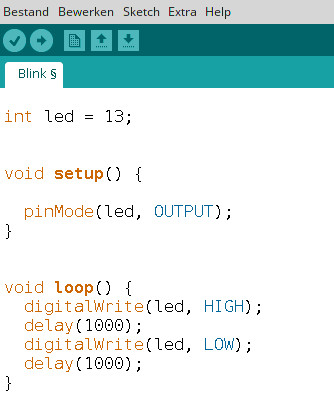 Bestand Bewerken Sketch Extra Help
Blink §
int led = 13;
void setup() {
pinMode(led, OUTPUT);
}
void loop() {
digitalWrite(led, HIGH);
delay(1000);
digitalWrite(led, LOW);
delay(1000);
}